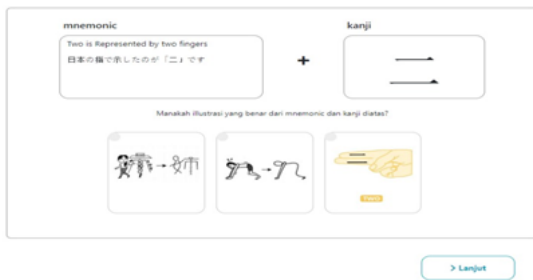 mnemonic
kanji
Two is Represented by two fingers
日本の指で示したのが「二」です
+
二
Manakah illustrasi yang benar dari mnemonic dan kanji diatas?
TWO
> Lanjut